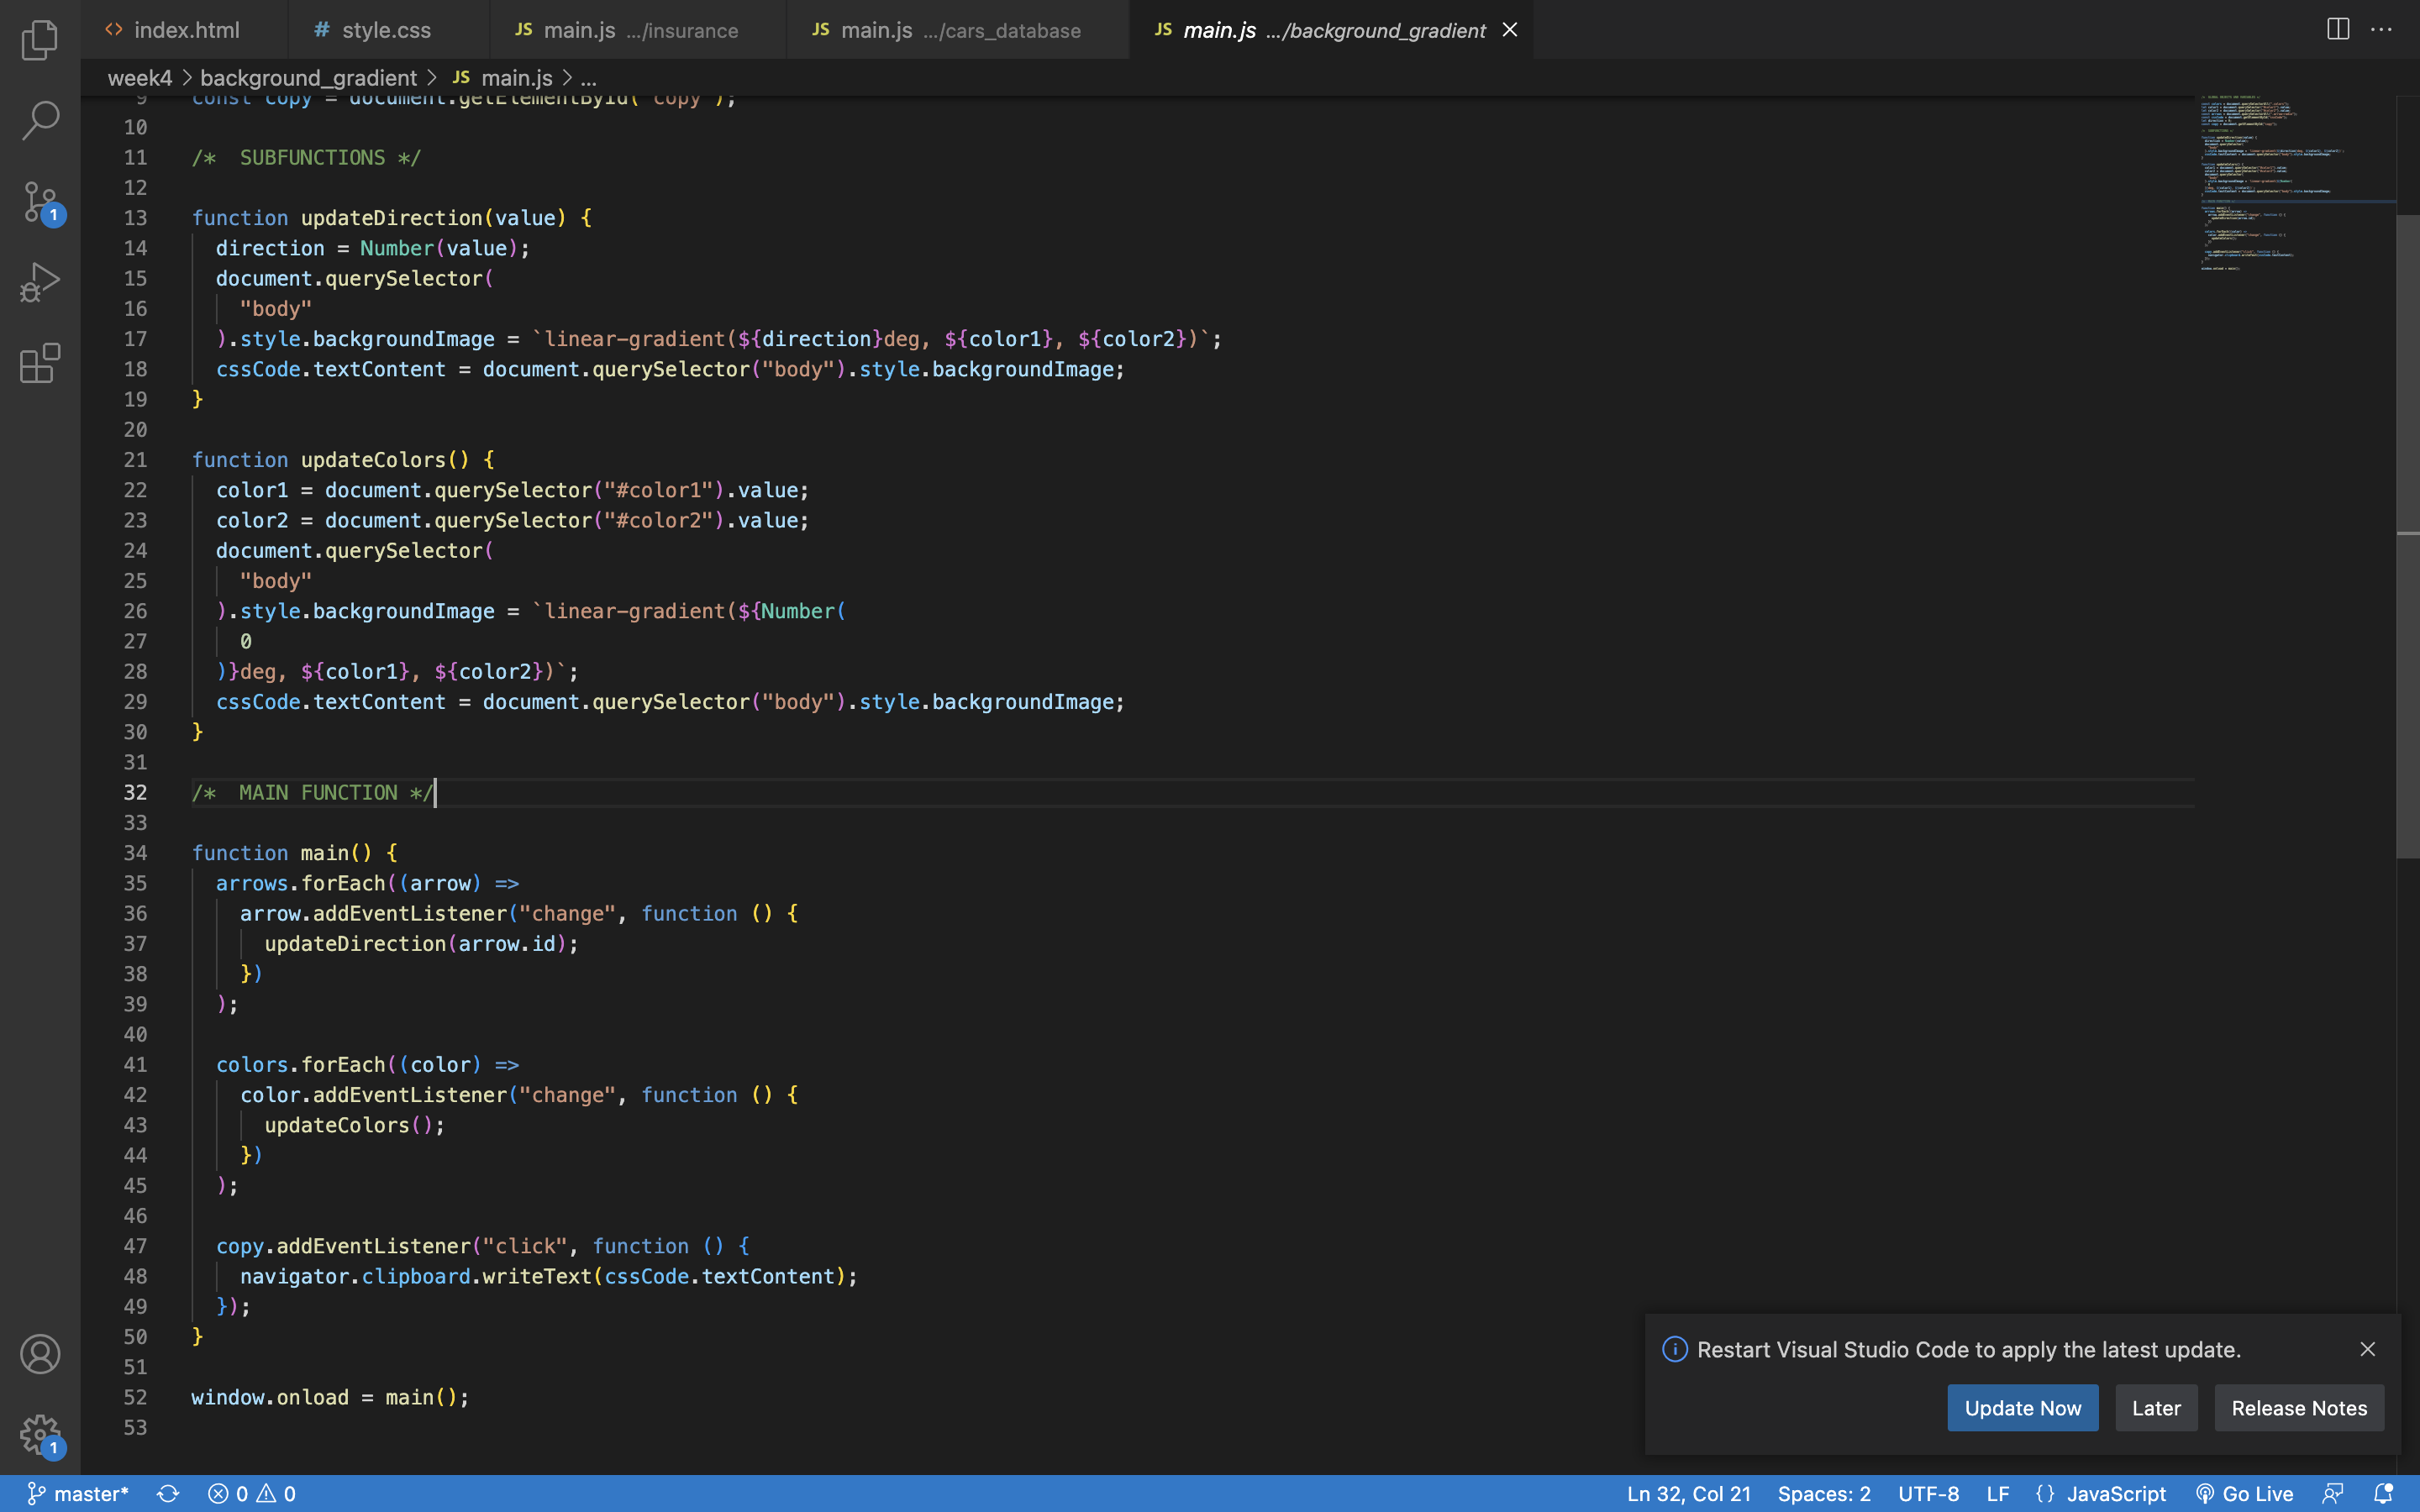 index.html
style.css
JS main.js .../insurance
JS main.js .../cars_database
JS main.js .../background_gradient
week4 > background_gradient > JS main.js > ...
9 const copy = document.getElementById("copy");
10
11 /*  SUBFUNCTIONS */
12
13 function updateDirection(value) {
14   direction = Number(value);
15   document.querySelector(
16     "body"
17   ).style.backgroundImage = `linear-gradient(${direction}deg, ${color1}, ${color2})`;
18   cssCode.textContent = document.querySelector("body").style.backgroundImage;
19 }
20
21 function updateColors() {
22   color1 = document.querySelector("#color1").value;
23   color2 = document.querySelector("#color2").value;
24   document.querySelector(
25     "body"
26   ).style.backgroundImage = `linear-gradient(${Number(
27     0
28   )}deg, ${color1}, ${color2})`;
29   cssCode.textContent = document.querySelector("body").style.backgroundImage;
30 }
31
32 /*  MAIN FUNCTION */
33
34 function main() {
35   arrows.forEach((arrow) =>
36     arrow.addEventListener("change", function () {
37       updateDirection(arrow.id);
38     })
39   );
40
41   colors.forEach((color) =>
42     color.addEventListener("change", function () {
43       updateColors();
44     })
45   );
46
47   copy.addEventListener("click", function () {
48     navigator.clipboard.writeText(cssCode.textContent);
49   });
50 }
51
52 window.onload = main();
53
1
1
Restart Visual Studio Code to apply the latest update.
Update Now
Later
Release Notes
master*
0
0
Ln 32, Col 21
Spaces: 2
UTF-8
LF
{} JavaScript
Go Live